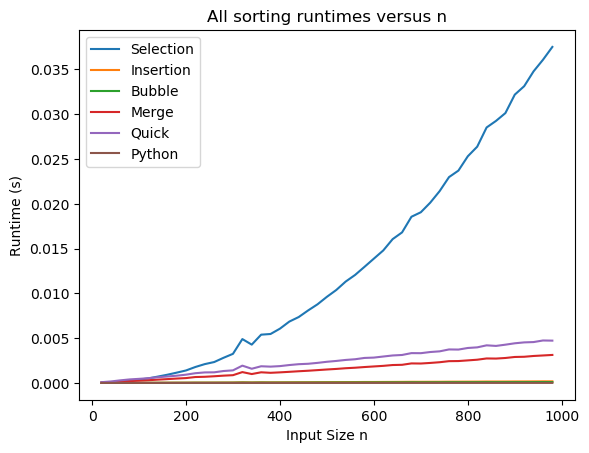 All sorting runtimes versus n
Selection
Insertion
Bubble
Merge
Quick
Python
Runtime (s)
0.035
0.030
0.025
0.020
0.015
0.010
0.005
0.000
0
200
400
600
800
1000
Input Size n